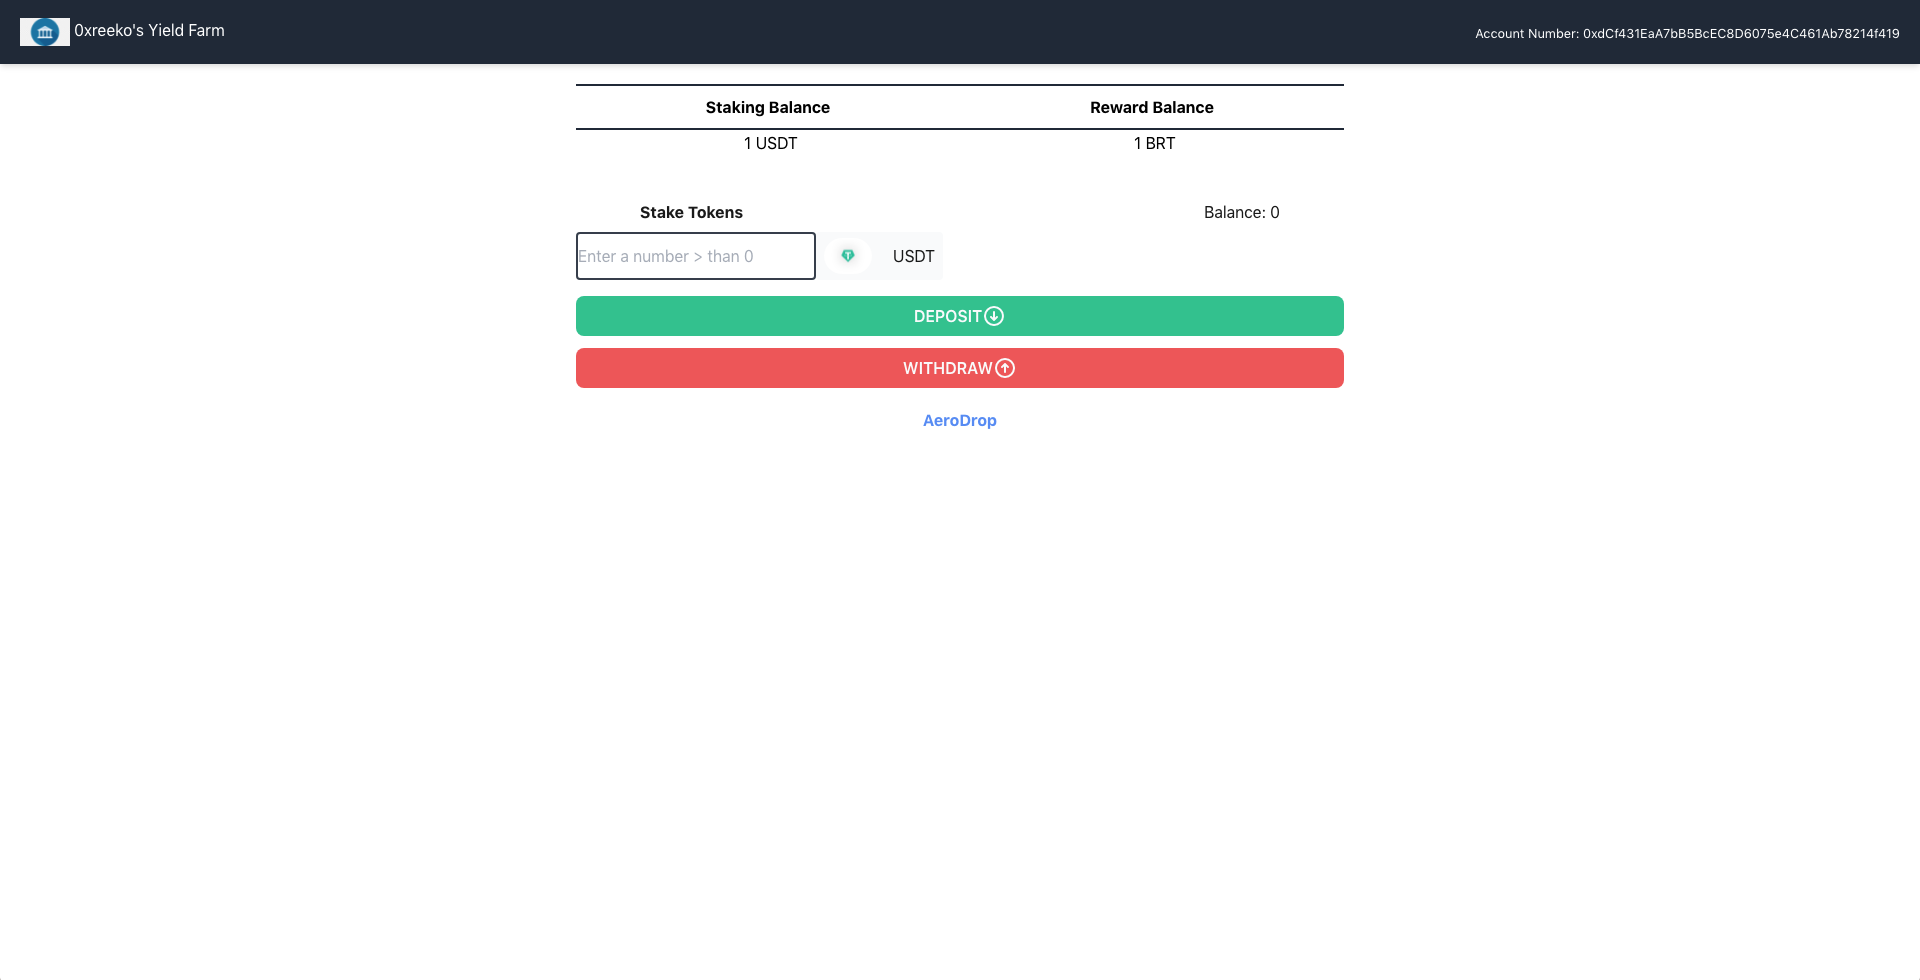 0xreeko's Yield Farm
Account Number: 0xdCf431EaA7bB5BcEC8D6075e4C461Ab78214f419
Staking Balance Reward Balance
1 USDT 1 BRT
Stake Tokens Balance: 0
Enter a number > than 0 USDT
DEPOSIT
WITHDRAW
AeroDrop